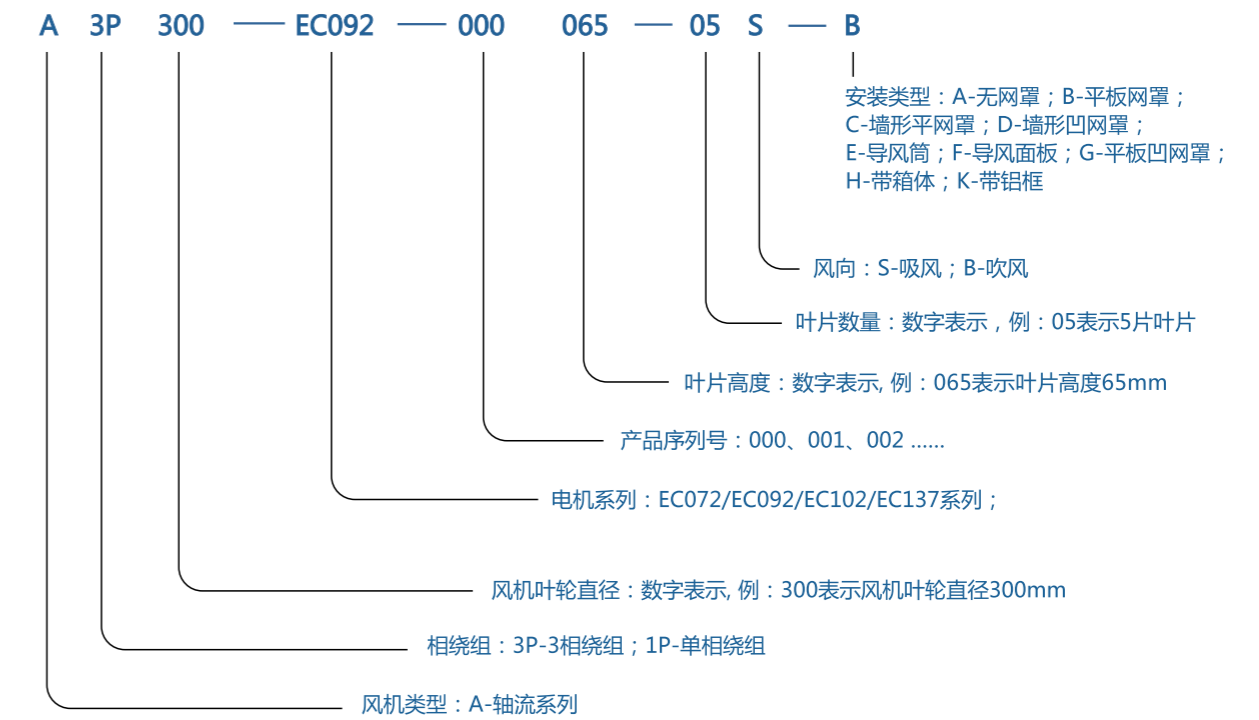 A 3P 300 — EC092 — 000 065 — 05 S — B
安装类型：A-无网罩；B-平板网罩；
C-墙形平网罩；D-墙形凹网罩；
E-导风筒；F-导风面板；G-平板凹网罩；
H-带箱体；K-带铝框
风向：S-吸风；B-吹风
叶片数量：数字表示，例：05表示5片叶片
叶片高度：数字表示, 例：065表示叶片高度65mm
产品序列号：000、001、002 ......
电机系列：EC072/EC092/EC102/EC137系列；
风机叶轮直径：数字表示, 例：300表示风机叶轮直径300mm
相绕组：3P-3相绕组；1P-单相绕组
风机类型：A-轴流系列